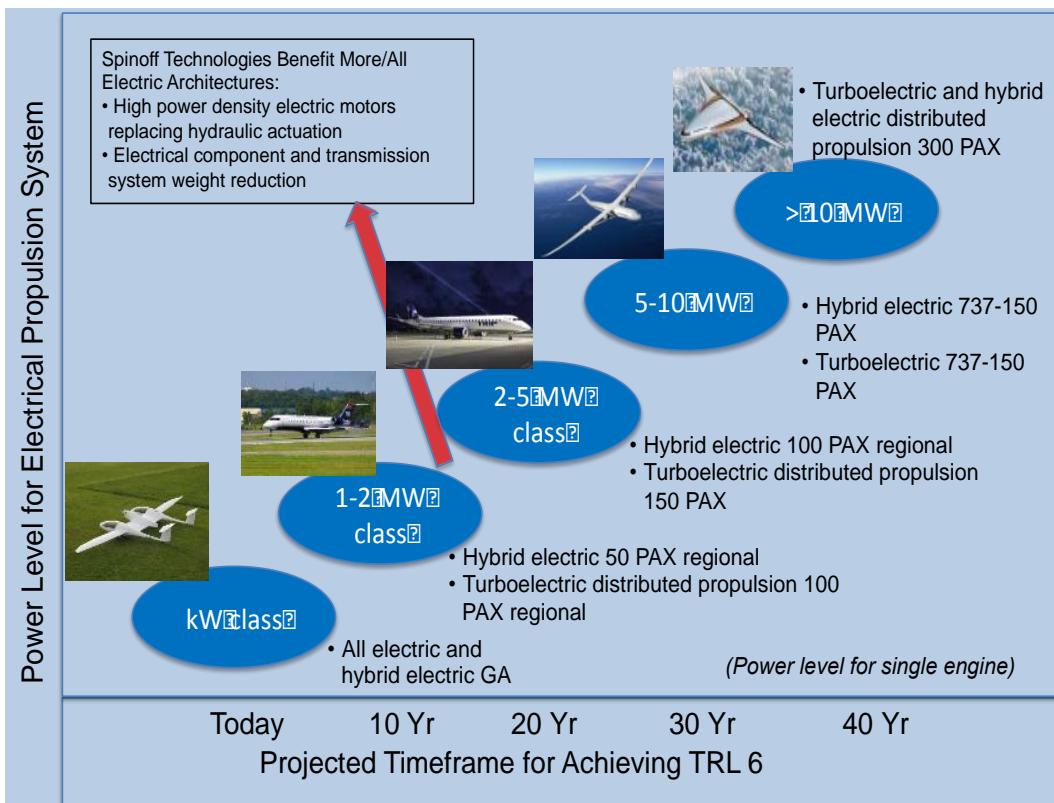 Power Level for Electrical Propulsion System
Spinoff Technologies Benefit More/All
Electric Architectures:
• High power density electric motors
replacing hydraulic actuation
• Electrical component and transmission
system weight reduction
• Turboelectric and hybrid
electric distributed
propulsion 300 PAX
>⍰10⍰MW⍰
5-10⍰MW⍰
• Hybrid electric 737-150
PAX
• Turboelectric 737-150
PAX
2-5⍰MW⍰
class⍰
• Hybrid electric 100 PAX regional
• Turboelectric distributed propulsion
150 PAX
1-2⍰MW⍰
class⍰
• Hybrid electric 50 PAX regional
• Turboelectric distributed propulsion 100
PAX regional
kW⍰class⍰
• All electric and
hybrid electric GA
(Power level for single engine)
Today 10 Yr 20 Yr 30 Yr 40 Yr
Projected Timeframe for Achieving TRL 6